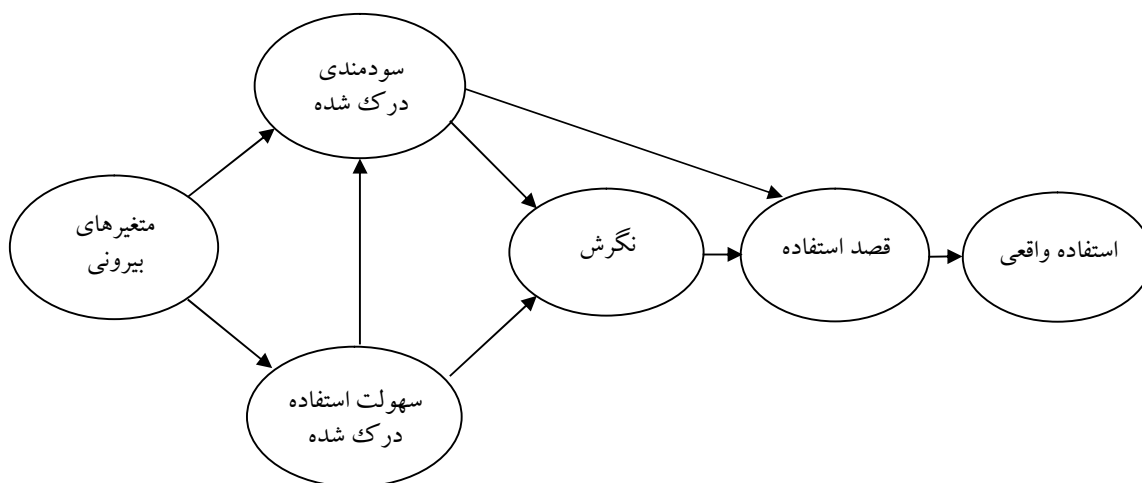 سودمندی
درک شده
متغیرهای
بیرونی
نگرش
قصد استفاده
استفاده واقعی
سهولت استفاده
درک شده